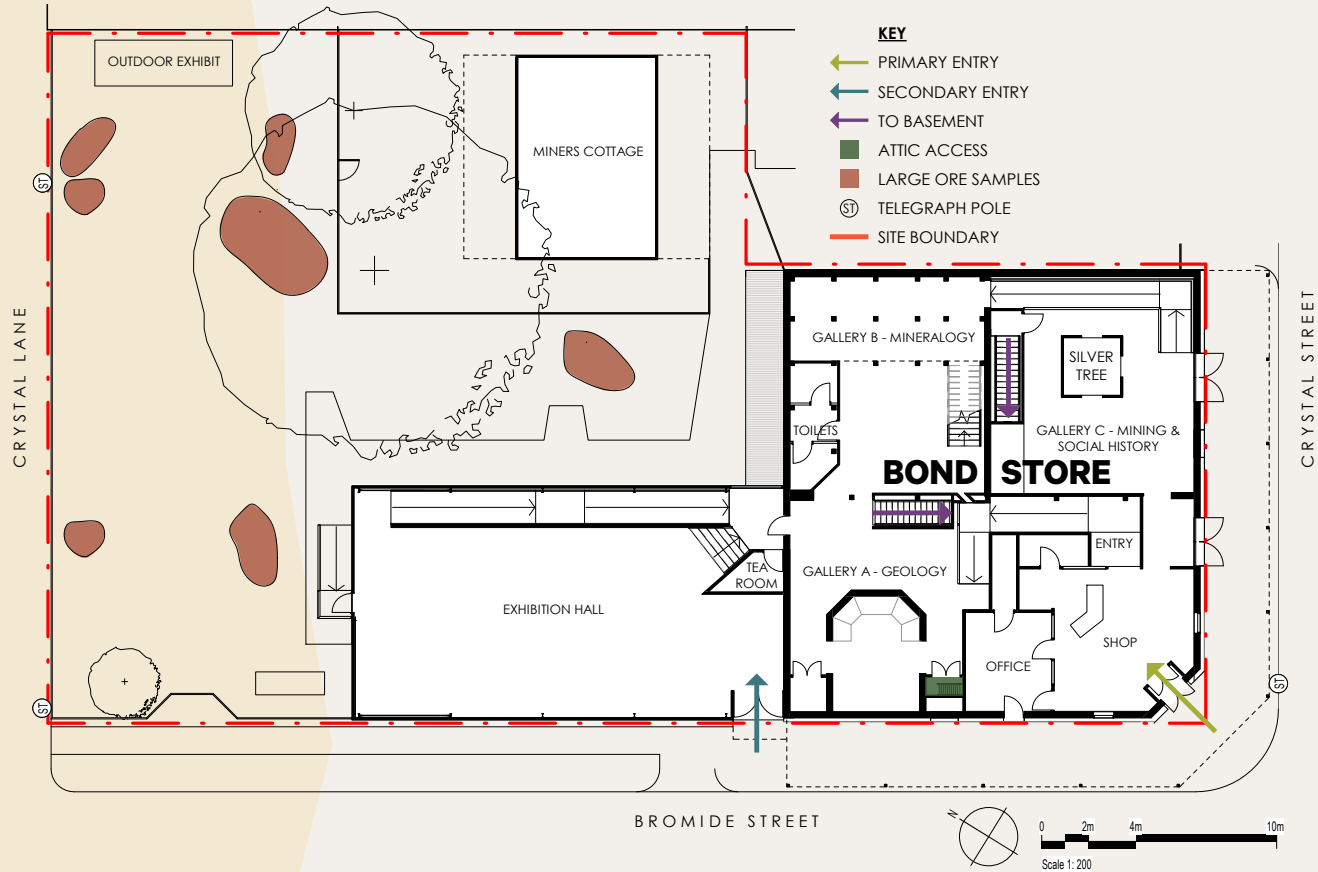 KEY
PRIMARY ENTRY
SECONDARY ENTRY
TO BASEMENT
ATTIC ACCESS
LARGE ORE SAMPLES
ST TELEGRAPH POLE
SITE BOUNDARY
OUTDOOR EXHIBIT
MINERS COTTAGE
ST
CRYSTAL LANE
CRYSTAL STREET
GALLERY B - MINERALOGY
SILVER
TREE
TOILETS
GALLERY C - MINING &
SOCIAL HISTORY
BOND STORE
ENTRY
TEA
ROOM
GALLERY A - GEOLOGY
EXHIBITION HALL
SHOP
OFFICE
ST
ST
BROMIDE STREET
N
0 2m 4m 10m
Scale 1: 200